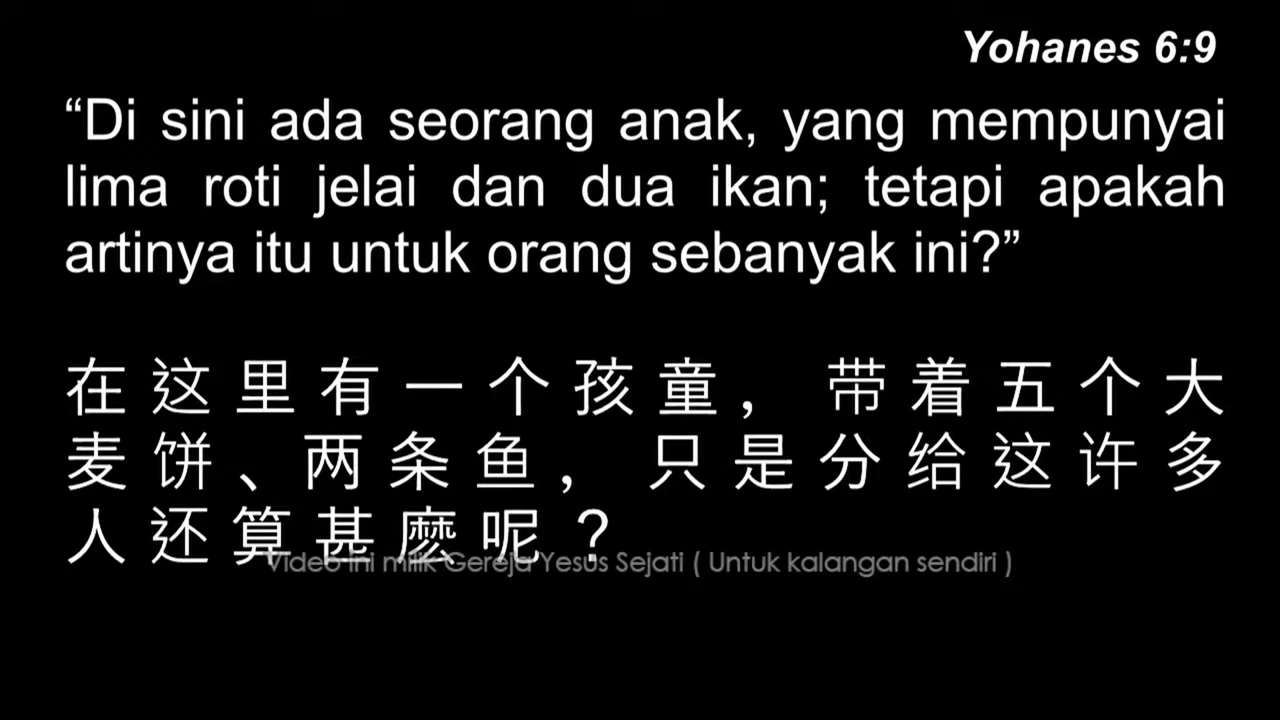 Yohanes 6:9
“Di sini ada seorang anak, yang mempunyai
lima roti jelai dan dua ikan; tetapi apakah
artinya itu untuk orang sebanyak ini?”
在这里有一个孩童，带着五个大
麦饼、两条鱼，只是分给这许多
人还算甚麽呢？
Video ini milik Gereja Yesus Sejati ( Untuk kalangan sendiri )